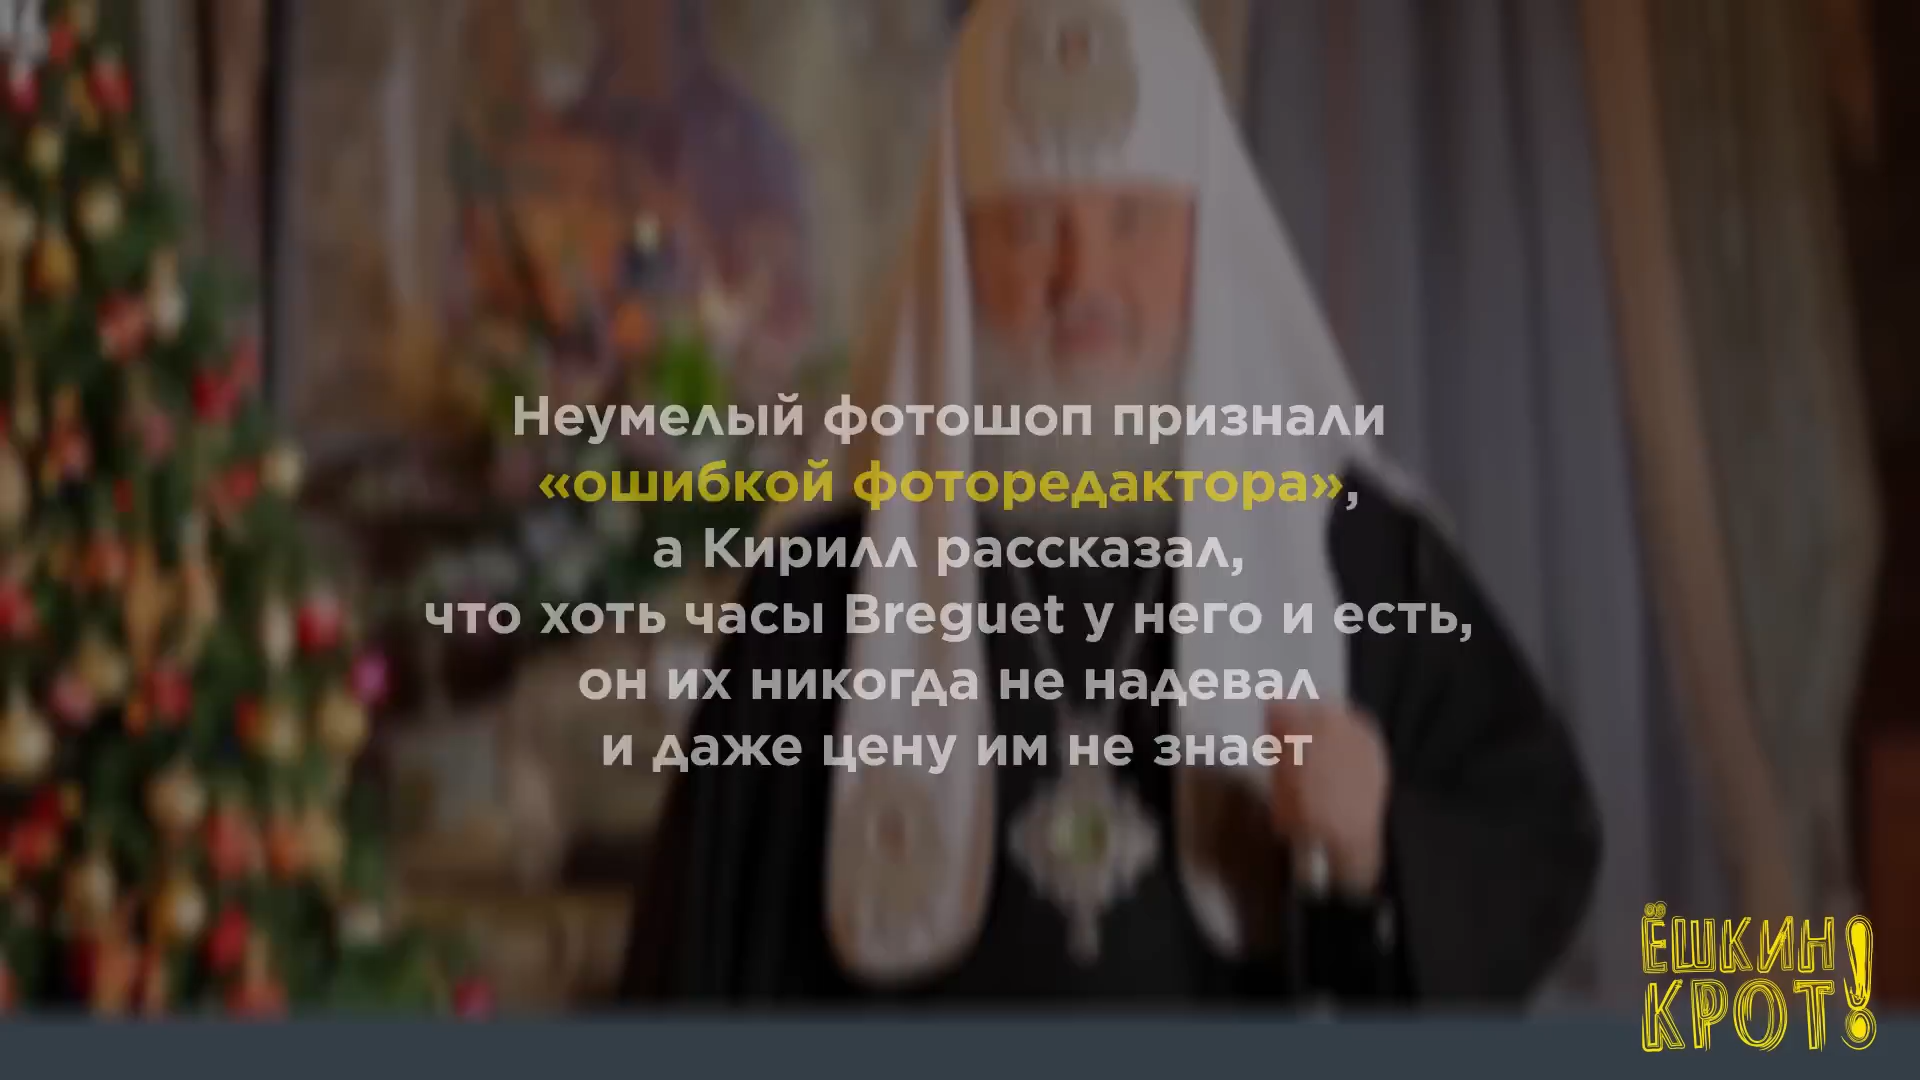 Неумелый фотошоп признали
«ошибкой фоторедактора»,
а Кирилл рассказал,
что хоть часы Breguet у него и есть,
он их никогда не надевал
и даже цену им не знает
ЁШКИН
КРОТ!